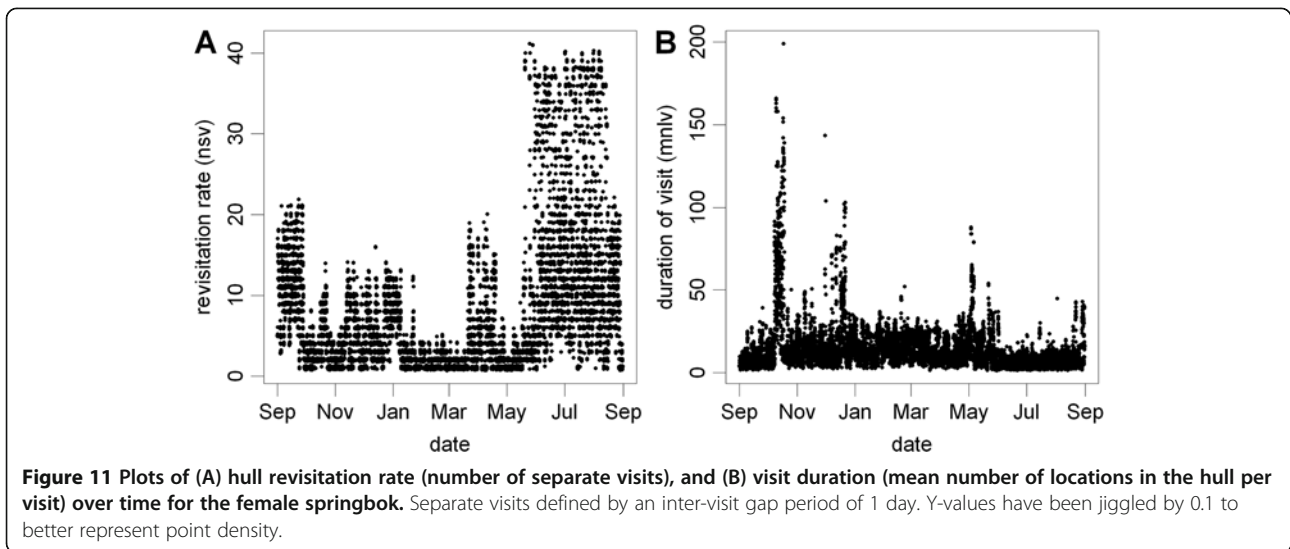 A
revisitation rate (nsv)
40
30
20
10
0
Sep Nov Jan Mar May Jul Sep
date
B
duration of visit (mnlv)
200
150
100
50
0
Sep Nov Jan Mar May Jul Sep
date
Figure 11 Plots of (A) hull revisitation rate (number of separate visits), and (B) visit duration (mean number of locations in the hull per
visit) over time for the female springbok. Separate visits defined by an inter-visit gap period of 1 day. Y-values have been jiggled by 0.1 to
better represent point density.